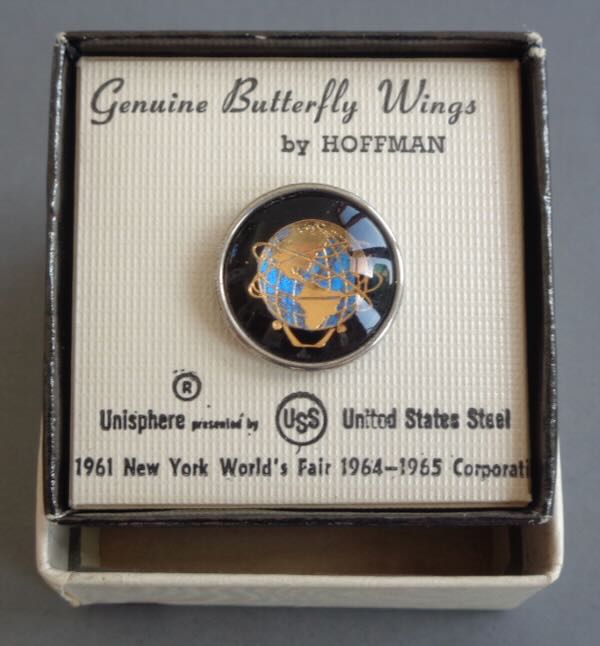 Genuine Butterfly Wings
by HOFFMAN
®
Unisphere presented by USS United States Steel
1961 New York World's Fair 1964-1965 Corporati